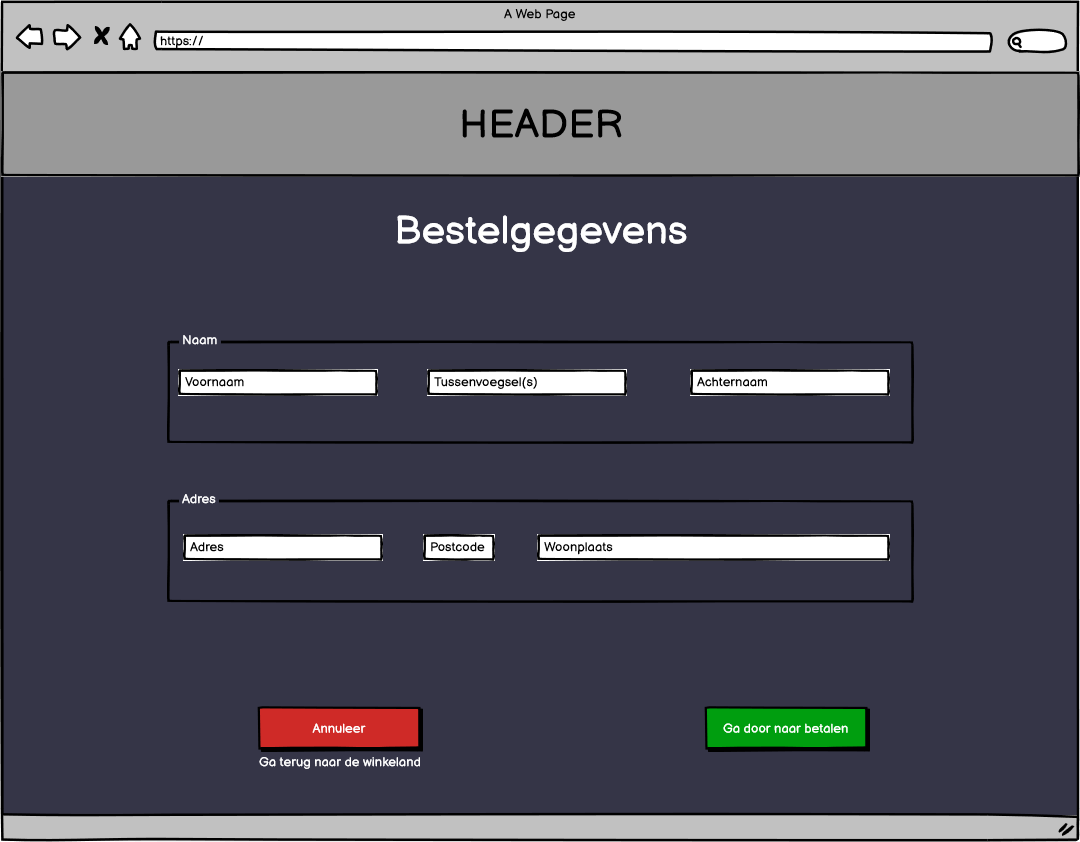 A Web Page
https://
HEADER
Bestelgegevens
Naam
Voornaam
Tussenvoegsel(s)
Achternaam
Adres
Adres
Postcode
Woonplaats
Annuleer
Ga door naar betalen
Ga terug naar de winkeland